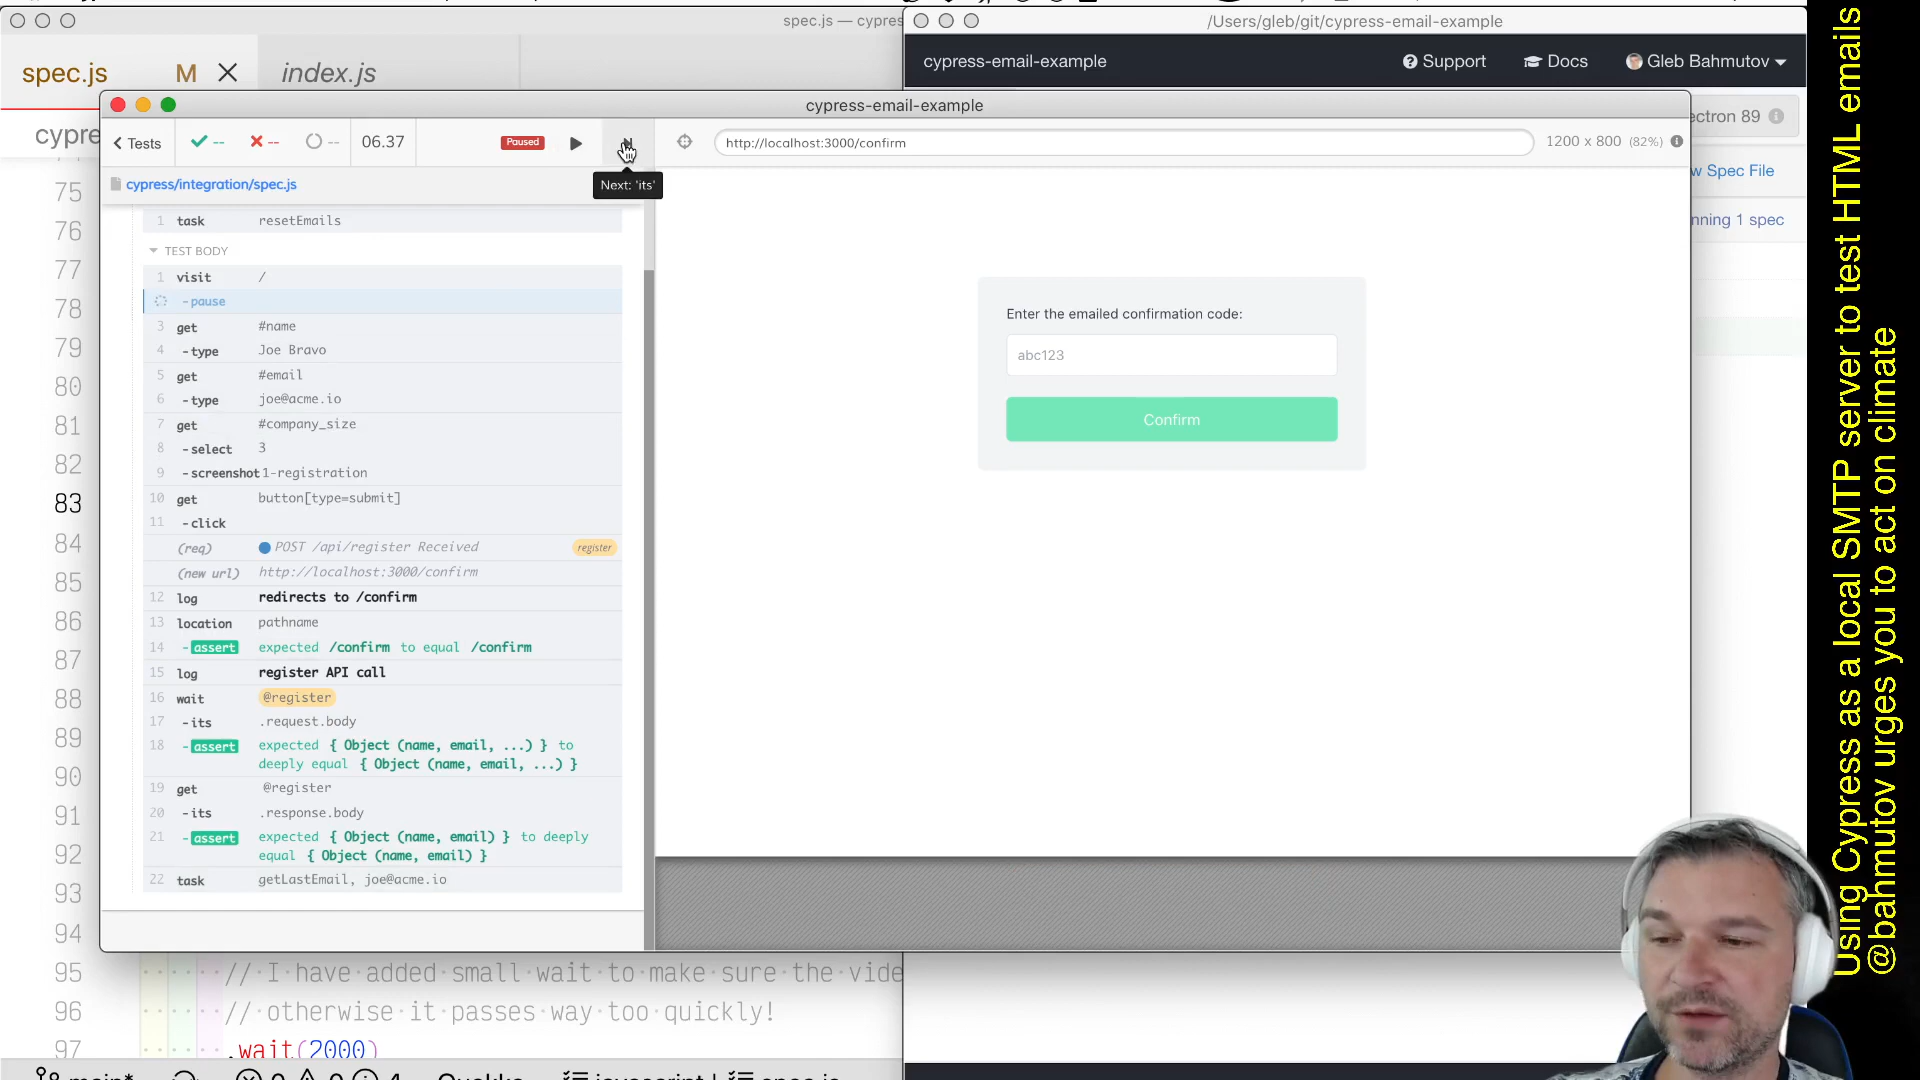 spec.js — cypres
/Users/gleb/git/cypress-email-example
spec.js M
index.js
cypress-email-example
Support
Docs
Gleb Bahmutov
cypre
cypress-email-example
ectron 89
Tests
--
--
--
06.37
Paused
http://localhost:3000/confirm
1200 x 800 (82%)
Next: 'its'
cypress/integration/spec.js
w Spec File
nning 1 spec
1 task resetEmails
TEST BODY
1 visit /
-pause
3 get #name
4 -type Joe Bravo
5 get #email
6 -type joe@acme.io
7 get #company_size
8 -select 3
9 -screenshot 1-registration
10 get button[type=submit]
11 -click
(req) POST /api/register Received register
(new url) http://localhost:3000/confirm
12 log redirects to /confirm
13 location pathname
14 -assert expected /confirm to equal /confirm
15 log register API call
16 wait @register
17 -its .request.body
18 -assert expected { Object (name, email, ...) } to
deeply equal { Object (name, email, ...) }
19 get @register
20 -its .response.body
21 -assert expected { Object (name, email) } to deeply
equal { Object (name, email) }
22 task getLastEmail, joe@acme.io
Enter the emailed confirmation code:
abc123
Confirm
75
76
77
78
79
80
81
82
83
84
85
86
87
88
89
90
91
92
93
94
95 // I have added small wait to make sure the vide
96 // otherwise it passes way too quickly!
97 .wait(2000)
Using Cypress as a local SMTP server to test HTML emails
@bahmutov urges you to act on climate